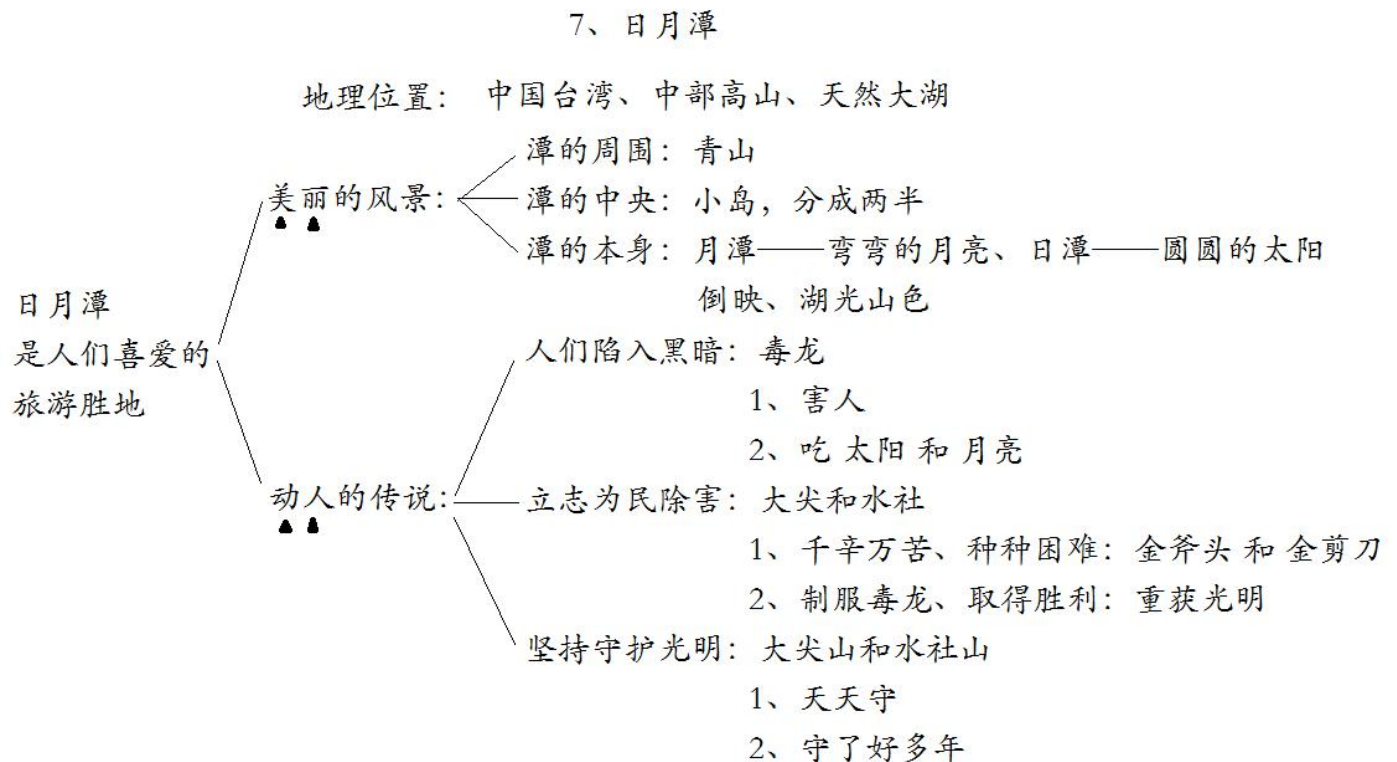 7、日月潭
地理位置： 中国台湾、中部高山、天然大湖
美丽的风景：
潭的周围：青山
潭的中央：小岛，分成两半
潭的本身：月潭——弯弯的月亮、日潭——圆圆的太阳
倒映、湖光山色
日月潭
是人们喜爱的
旅游胜地
动人的传说：
人们陷入黑暗：毒龙
1、害人
2、吃 太阳 和 月亮
立志为民除害：大尖和水社
1、千辛万苦、种种困难：金斧头 和 金剪刀
2、制服毒龙、取得胜利：重获光明
坚持守护光明：大尖山和水社山
1、天天守
2、守了好多年